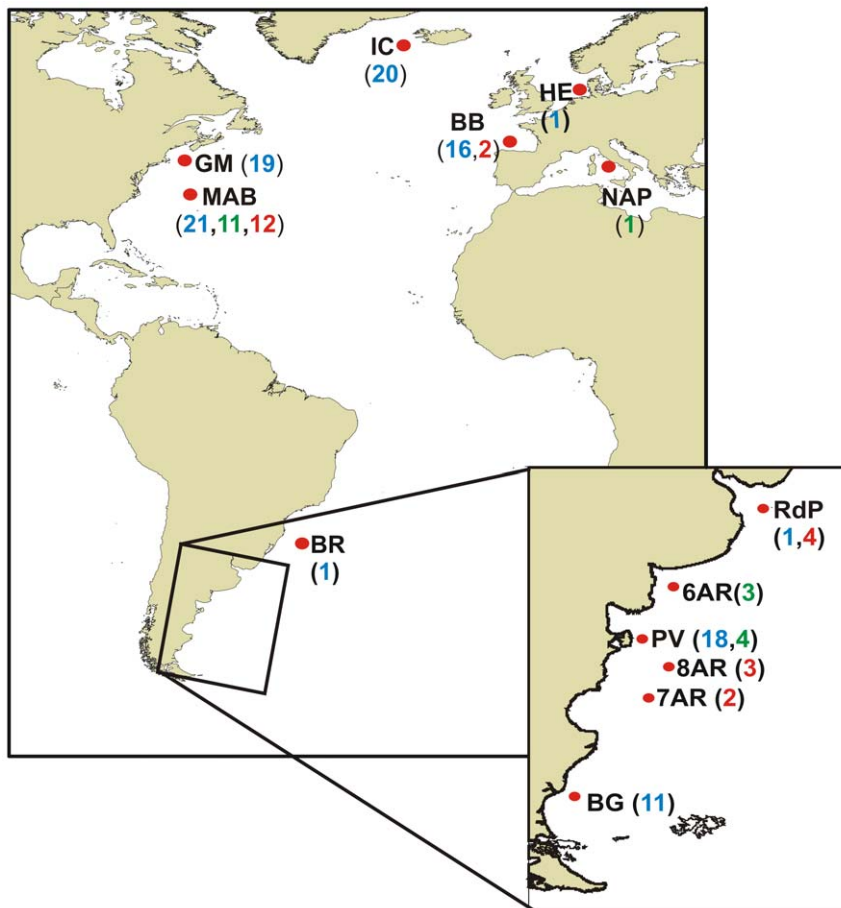 IC
(20)
HE
(1)
BB
(16,2)
GM (19)
MAB
(21,11,12)
NAP
(1)
BR
(1)
RdP
(1,4)
6AR(3)
PV (18,4)
8AR (3)
7AR (2)
BG (11)